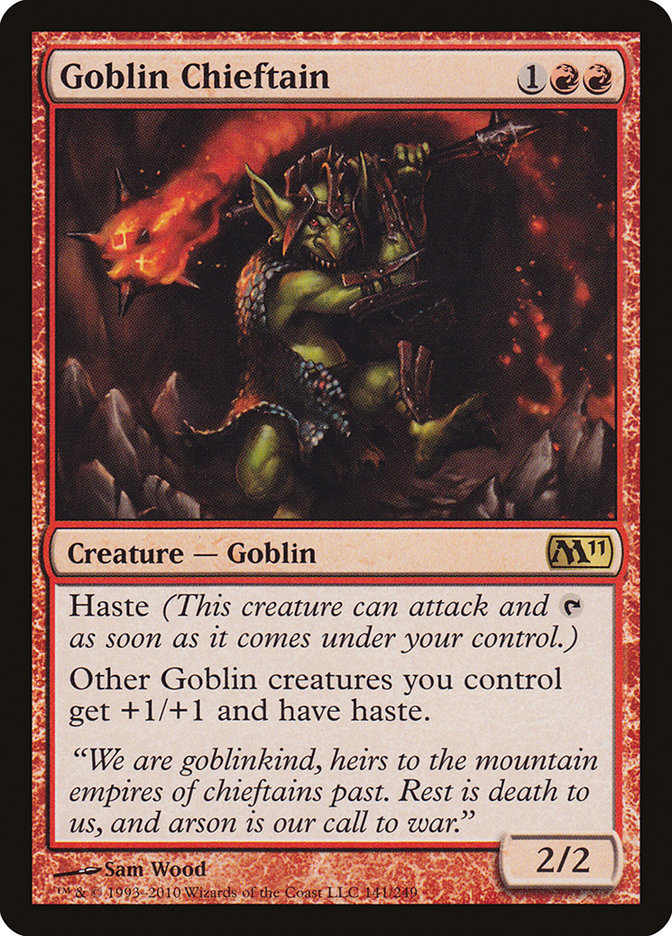 Goblin Chieftain 1
Creature — Goblin M11
Haste (This creature can attack and
as soon as it comes under your control.)
Other Goblin creatures you control
get +1/+1 and have haste.
“We are goblinkind, heirs to the mountain
empires of chieftains past. Rest is death to
us, and arson is our call to war.”
2/2
Sam Wood
™ & © 1993–2010 Wizards of the Coast LLC 141/249